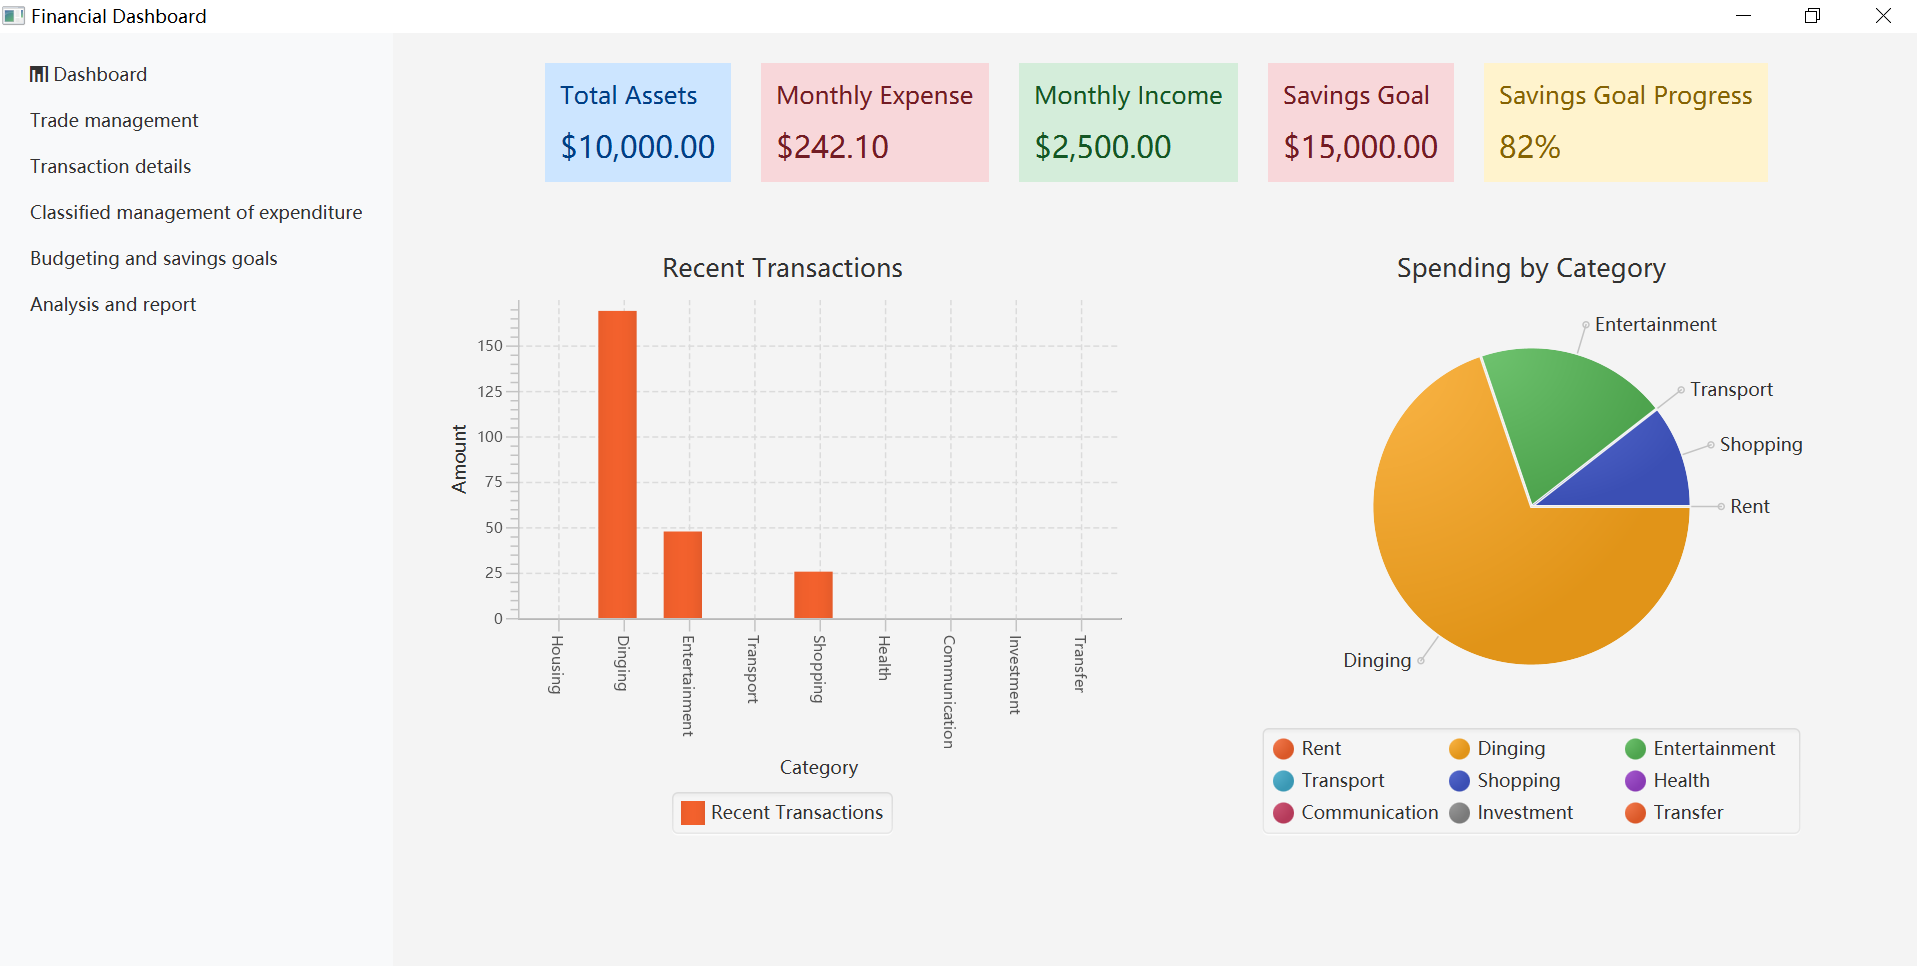 Financial Dashboard
Dashboard
Trade management
Transaction details
Classified management of expenditure
Budgeting and savings goals
Analysis and report
Total Assets
$10,000.00
Monthly Expense
$242.10
Monthly Income
$2,500.00
Savings Goal
$15,000.00
Savings Goal Progress
82%
Recent Transactions
Amount
150
125
100
75
50
25
0
Housing
Dinging
Entertainment
Transport
Shopping
Health
Communication
Investment
Transfer
Category
Recent Transactions
Spending by Category
Entertainment
Transport
Shopping
Rent
Dinging
Rent Dinging Entertainment
Transport Shopping Health
Communication Investment Transfer